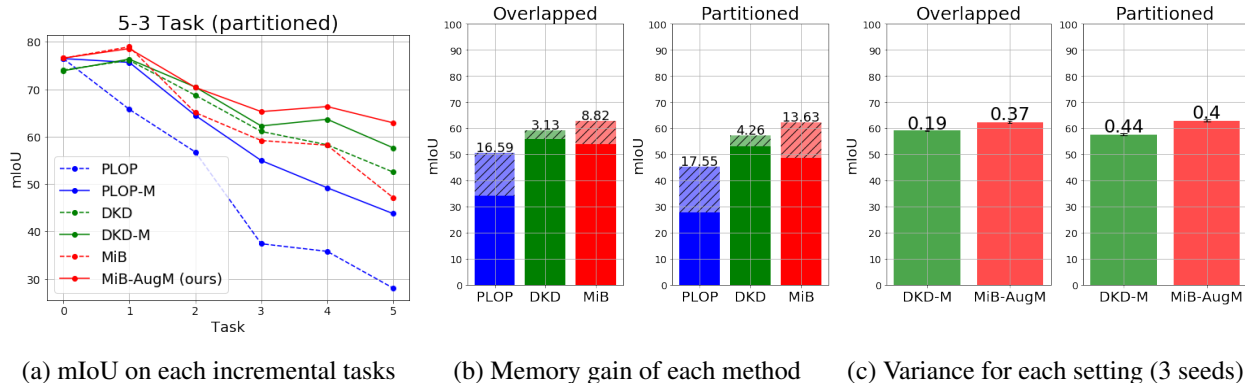 5-3 Task (partitioned)
mIoU
80
70
60
50
40
30
PLOP
PLOP-M
DKD
DKD-M
MiB
MiB-AugM (ours)
0 1 2 3 4 5
Task
Overlapped
mIoU
100
90
80
70
60
50
40
30
20
10
0
16.59 3.13 8.82
PLOP DKD MiB
Partitioned
100
90
80
70
60
50
40
30
20
10
0
17.55 4.26 13.63
PLOP DKD MiB
Overlapped
mIoU
100
90
80
70
60
50
40
30
20
10
0
0.19 0.37
DKD-M MiB-AugM
Partitioned
100
90
80
70
60
50
40
30
20
10
0
0.44 0.4
DKD-M MiB-AugM
(a) mIoU on each incremental tasks
(b) Memory gain of each method
(c) Variance for each setting (3 seeds)